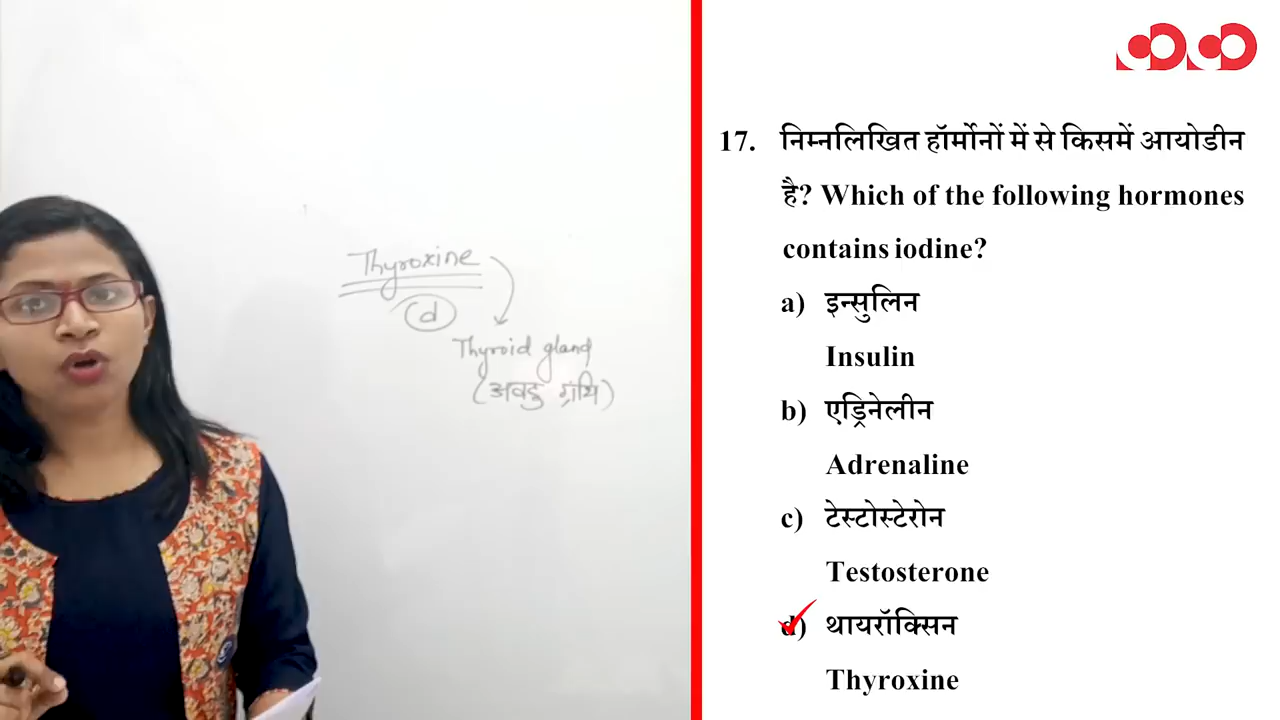 Thyroxine
d
Thyroid gland
(अवटु ग्रंथि)
17. निम्नलिखित हॉर्मोनों में से किसमें आयोडीन
है? Which of the following hormones
contains iodine?
a) इन्सुलिन
Insulin
b) एड्रिनेलीन
Adrenaline
c) टेस्टोस्टेरोन
Testosterone
d) थायरॉक्सिन
Thyroxine